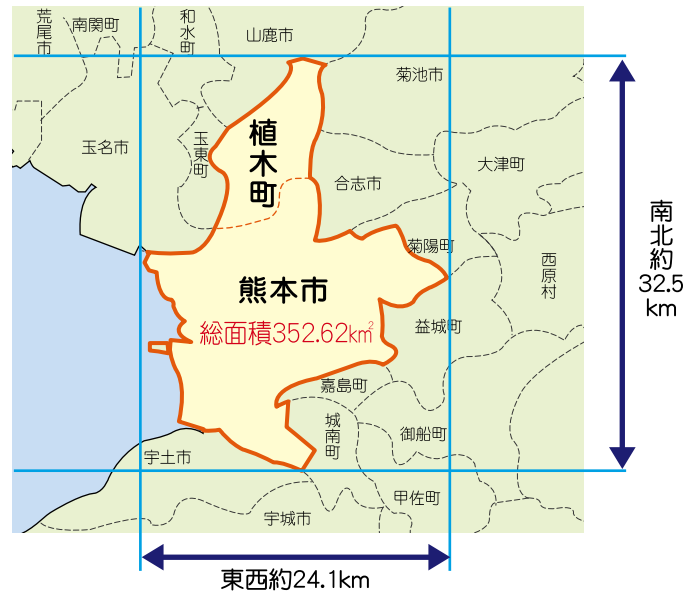 荒尾市
南関町
和水町
山鹿市
菊池市
玉名市
玉東町
植木町
合志市
大津町
菊陽町
西原村
南北約
32.5
km
熊本市
総面積352.62km²
益城町
嘉島町
城南町
御船町
宇土市
甲佐町
宇城市
東西約24.1km